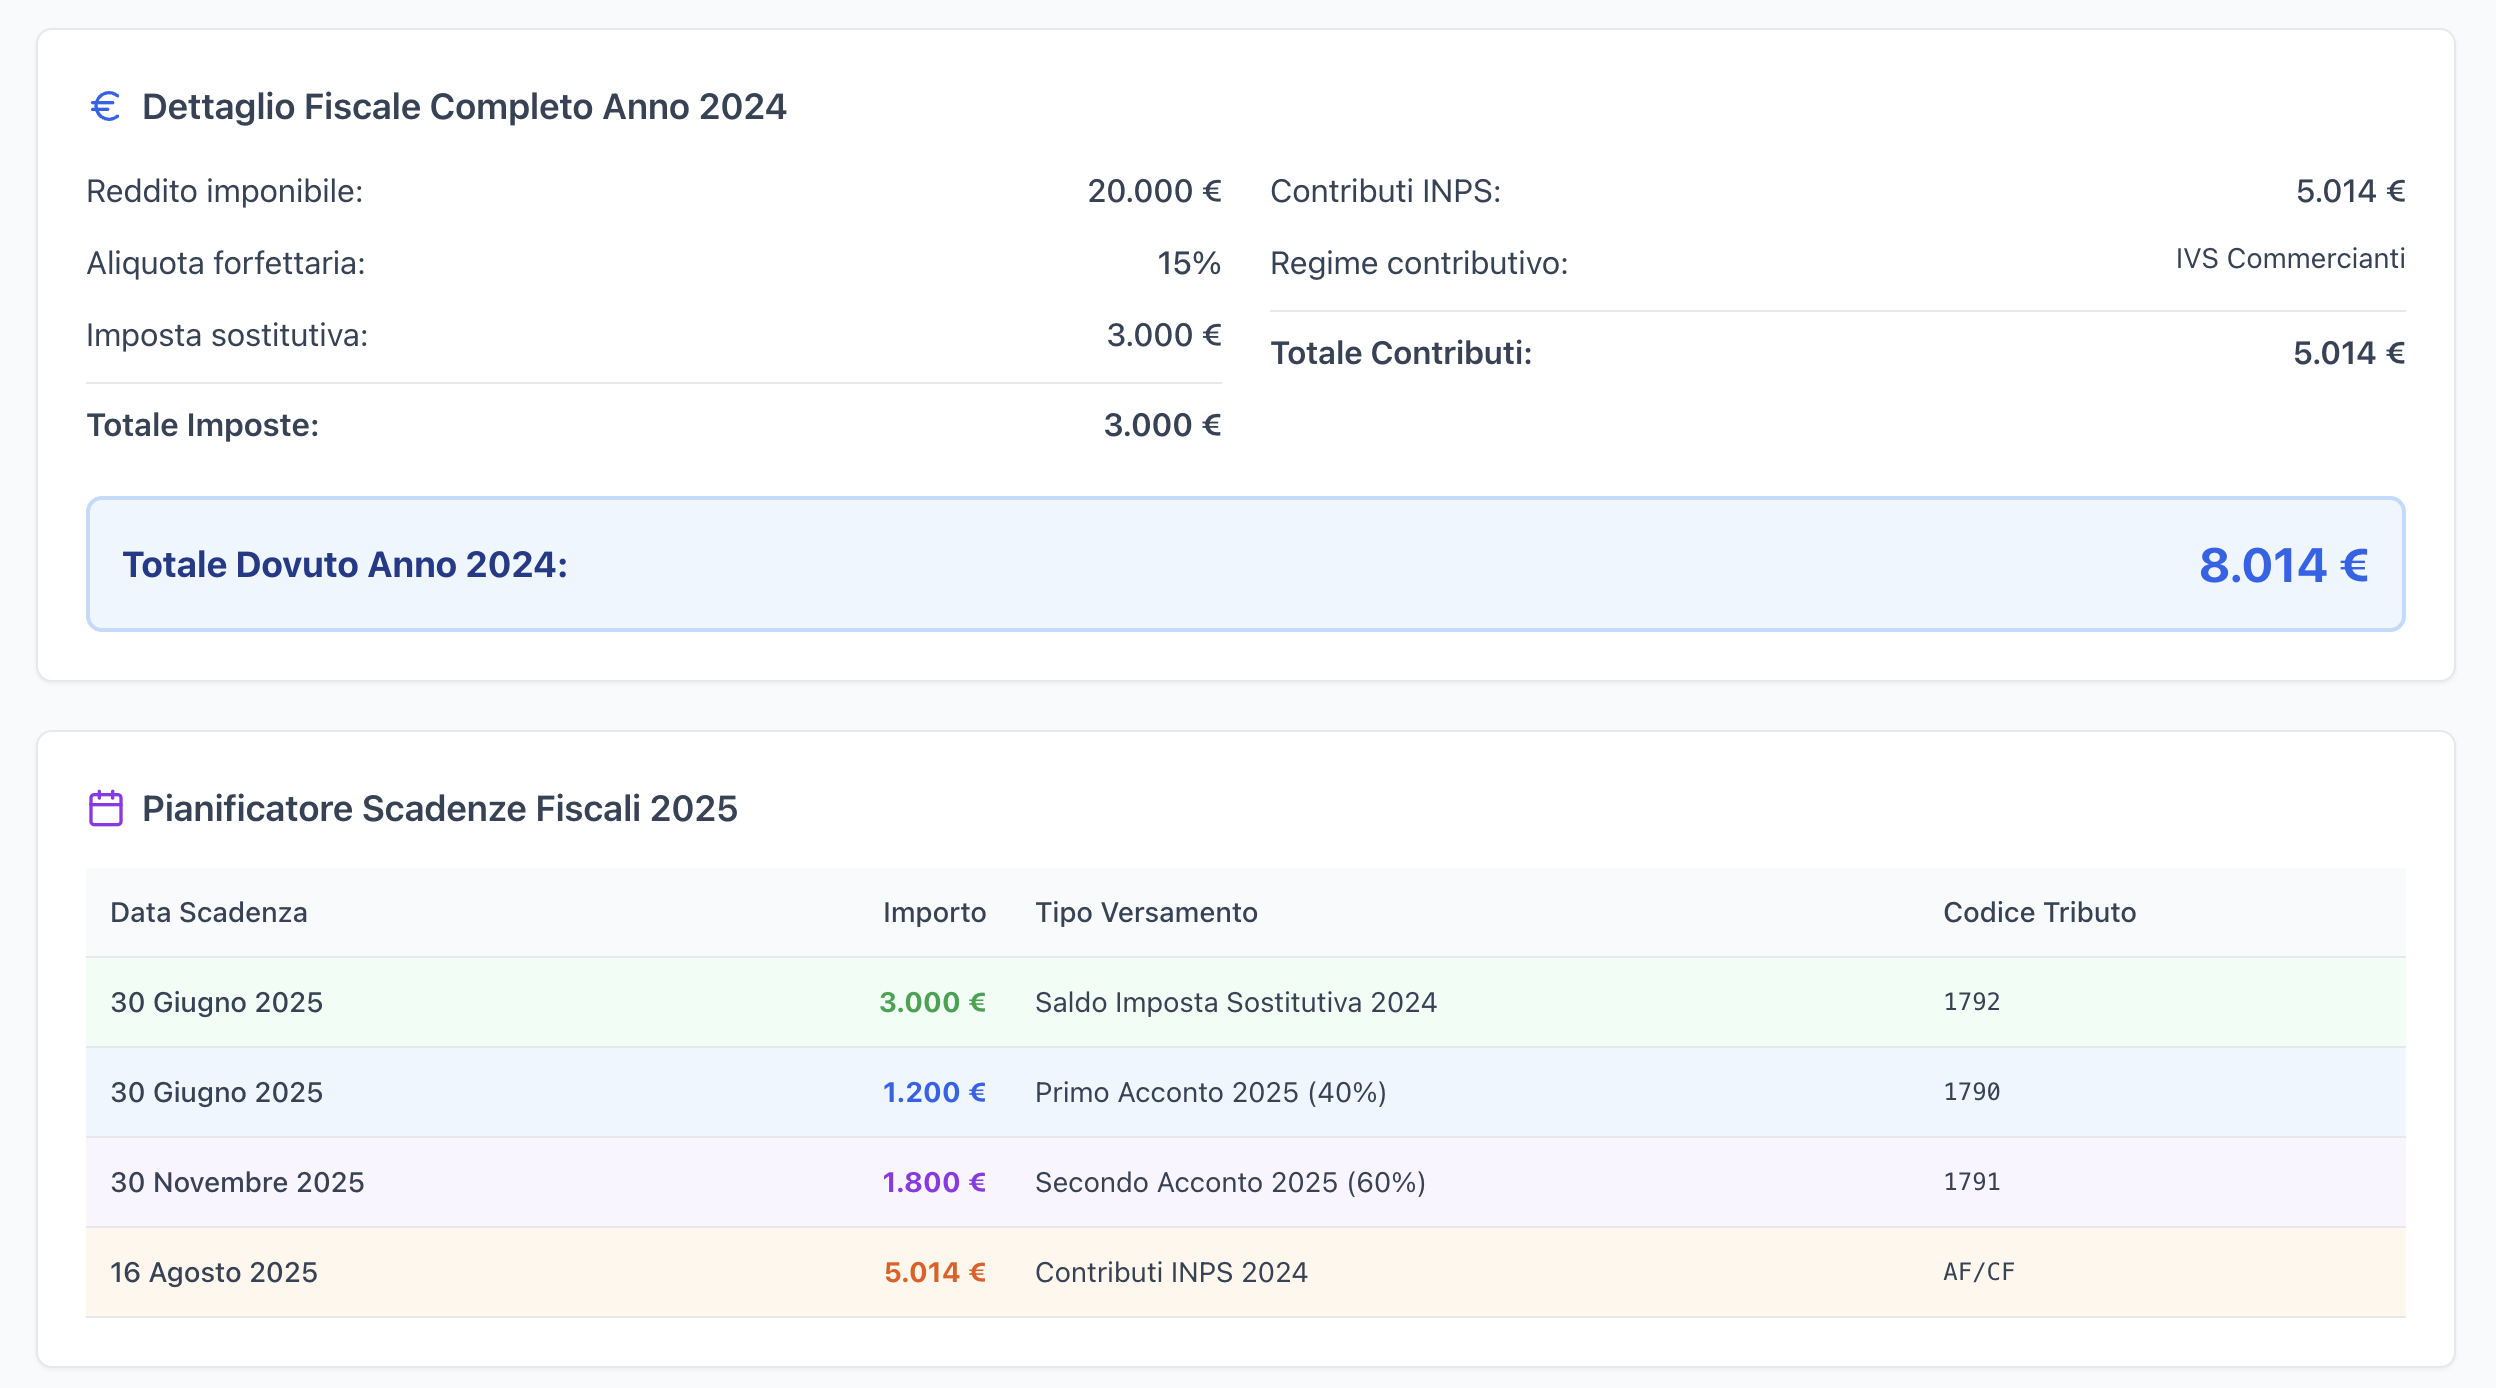 Dettaglio Fiscale Completo Anno 2024
Reddito imponibile: 20.000 €
Aliquota forfettaria: 15%
Imposta sostitutiva: 3.000 €
Totale Imposte: 3.000 €
Contributi INPS: 5.014 €
Regime contributivo: IVS Commercianti
Totale Contributi: 5.014 €
Totale Dovuto Anno 2024: 8.014 €
Pianificatore Scadenze Fiscali 2025
Data Scadenza Importo Tipo Versamento Codice Tributo
30 Giugno 2025 3.000 € Saldo Imposta Sostitutiva 2024 1792
30 Giugno 2025 1.200 € Primo Acconto 2025 (40%) 1790
30 Novembre 2025 1.800 € Secondo Acconto 2025 (60%) 1791
16 Agosto 2025 5.014 € Contributi INPS 2024 AF/CF